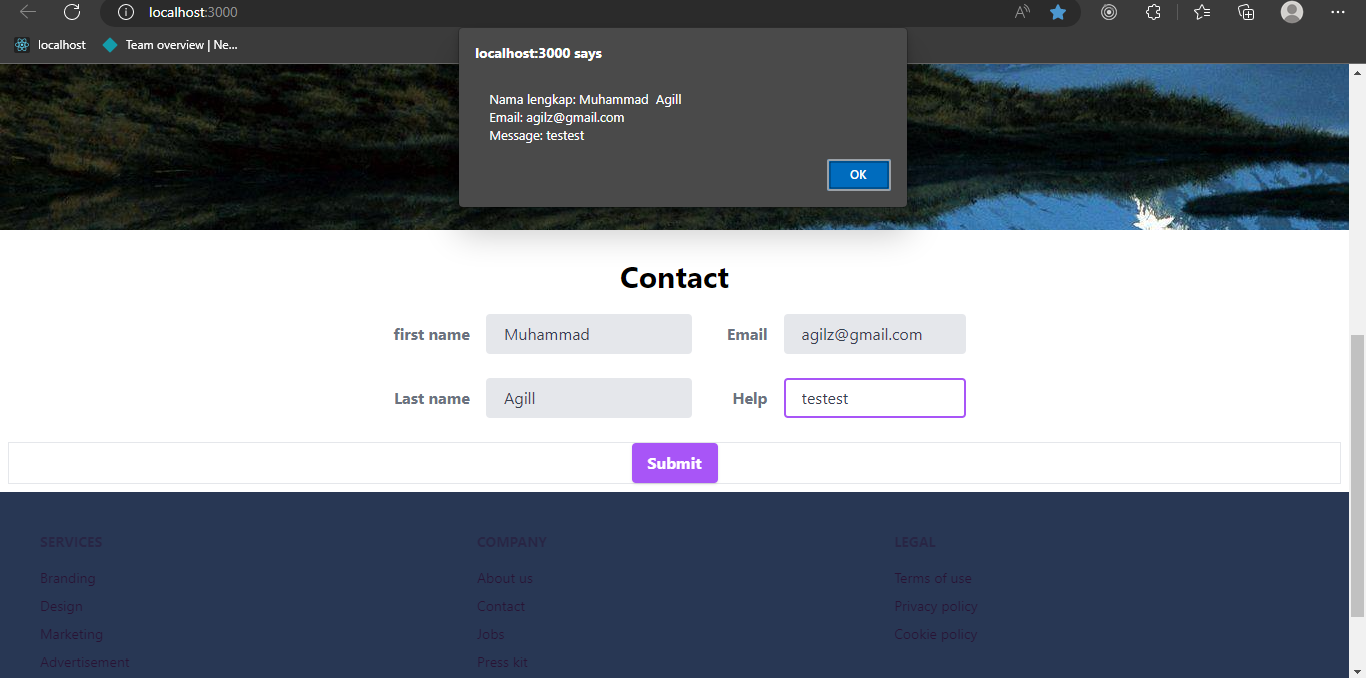 localhost:3000
localhost
Team overview | Ne...
localhost:3000 says
Nama lengkap: Muhammad  Agill
Email: agilz@gmail.com
Message: testest
OK
Contact
first name Muhammad Email agilz@gmail.com
Last name Agill Help testest
Submit
SERVICES COMPANY LEGAL
Branding About us Terms of use
Design Contact Privacy policy
Marketing Jobs Cookie policy
Advertisement Press kit